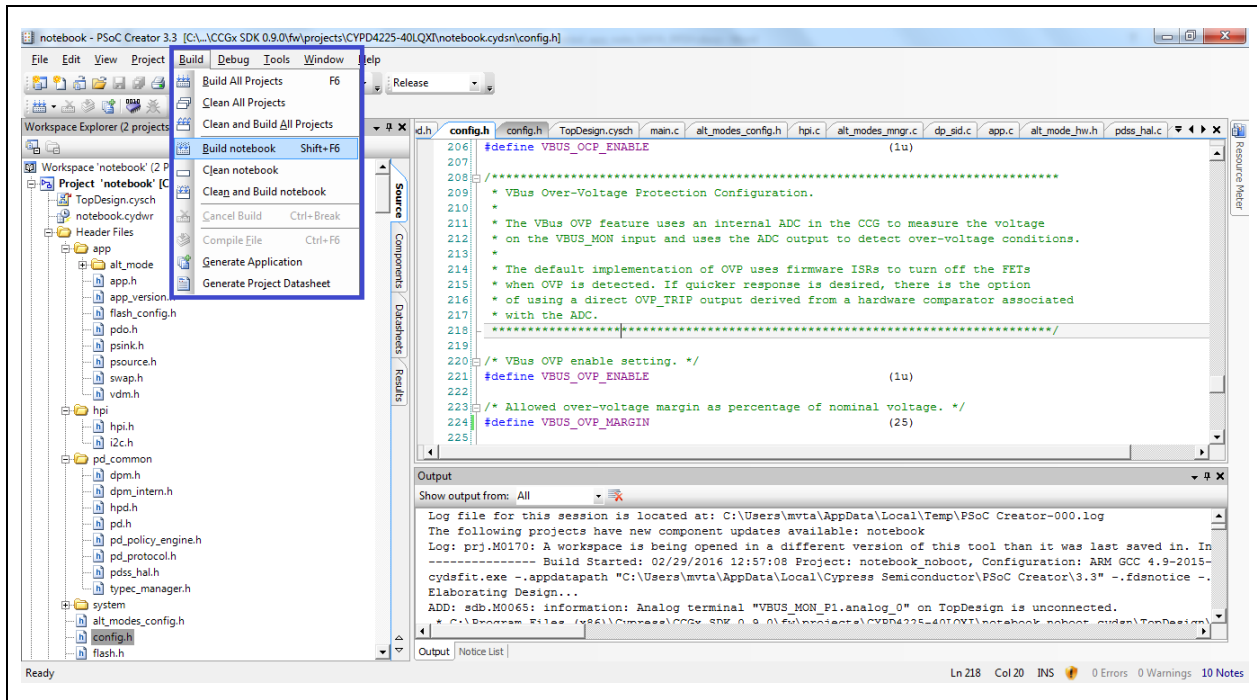 notebook - PSoC Creator 3.3 [C:\...\CCGx SDK 0.9.0\fw\projects\CYPD4225-40LQXI\notebook.cydsn\config.h]
File Edit View Project Build Debug Tools Window Help
Release
Build All Projects F6
Clean All Projects
Clean and Build All Projects
Build notebook Shift+F6
Clean notebook
Clean and Build notebook
Cancel Build Ctrl+Break
Compile File Ctrl+F6
Generate Application
Generate Project Datasheet
Workspace Explorer (2 projects
Workspace 'notebook' (2 P
Project 'notebook' [C
TopDesign.cysch
notebook.cydwr
Header Files
app
alt_mode
app.h
app_version.h
flash_config.h
pdo.h
psink.h
psource.h
swap.h
vdm.h
hpi
hpi.h
i2c.h
pd_common
dpm.h
dpm_intern.h
hpd.h
pd.h
pd_policy_engine.h
pd_protocol.h
pdss_hal.h
typec_manager.h
system
alt_modes_config.h
config.h
flash.h
Source
Components
Datasheets
Results
d.h config.h config.h TopDesign.cysch main.c alt_modes_config.h hpi.c alt_modes_mngr.c dp_sid.c app.c alt_mode_hw.h pdss_hal.c
206 #define VBUS_OCP_ENABLE (1u)
207
208 /*******************************************************************************
209 * VBus Over-Voltage Protection Configuration.
210 *
211 * The VBus OVP feature uses an internal ADC in the CCG to measure the voltage
212 * on the VBUS_MON input and uses the ADC output to detect over-voltage conditions.
213 *
214 * The default implementation of OVP uses firmware ISRs to turn off the FETs
215 * when OVP is detected. If quicker response is desired, there is the option
216 * of using a direct OVP_TRIP output derived from a hardware comparator associated
217 * with the ADC.
218 ******************************************************************************/
219
220 /* VBus OVP enable setting. */
221 #define VBUS_OVP_ENABLE (1u)
222
223 /* Allowed over-voltage margin as percentage of nominal voltage. */
224 #define VBUS_OVP_MARGIN (25)
225
Resource Meter
Output
Show output from: All
Log file for this session is located at: C:\Users\mvta\AppData\Local\Temp\PSoC Creator-000.log
The following projects have new component updates available: notebook
Log: prj.M0170: A workspace is being opened in a different version of this tool than it was last saved in. In
--------------- Build Started: 02/29/2016 12:57:08 Project: notebook_noboot, Configuration: ARM GCC 4.9-2015-
cydsfit.exe -.appdatapath "C:\Users\mvta\AppData\Local\Cypress Semiconductor\PSoC Creator\3.3" -.fdsnotice -.
Elaborating Design...
ADD: sdb.M0065: information: Analog terminal "VBUS_MON_P1.analog_0" on TopDesign is unconnected.
* C:\Program Files (x86)\Cypress\CCGx SDK 0.9.0\fw\projects\CYPD4225-40LQXI\notebook_noboot.cydsn\TopDesign\
Output Notice List
Ready
Ln 218 Col 20 INS 0 Errors 0 Warnings 10 Notes